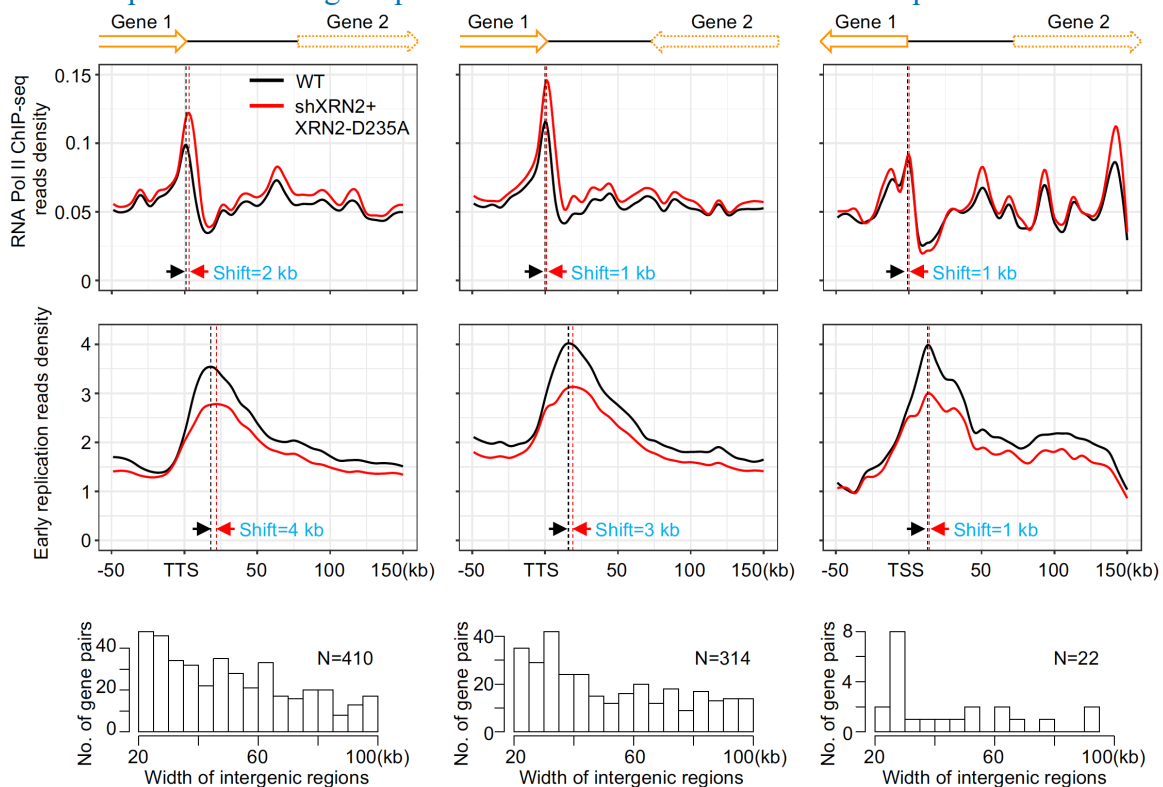 Gene 1 Gene 2 Gene 1 Gene 2 Gene 1 Gene 2
RNA Pol II ChIP-seq
reads density
0.15
0.1
0.05
0
WT
shXRN2+
XRN2-D235A
Shift=2 kb
Shift=1 kb
Shift=1 kb
Early replication reads density
4
3
2
1
0
Shift=4 kb
Shift=3 kb
Shift=1 kb
-50 TTS 50 100 150(kb)
-50 TTS 50 100 150(kb)
-50 TSS 50 100 150(kb)
No. of gene pairs
40
20
0
N=410
20 60 100(kb)
Width of intergenic regions
No. of gene pairs
40
20
0
N=314
20 60 100(kb)
Width of intergenic regions
No. of gene pairs
8
4
2
0
N=22
20 60 100(kb)
Width of intergenic regions